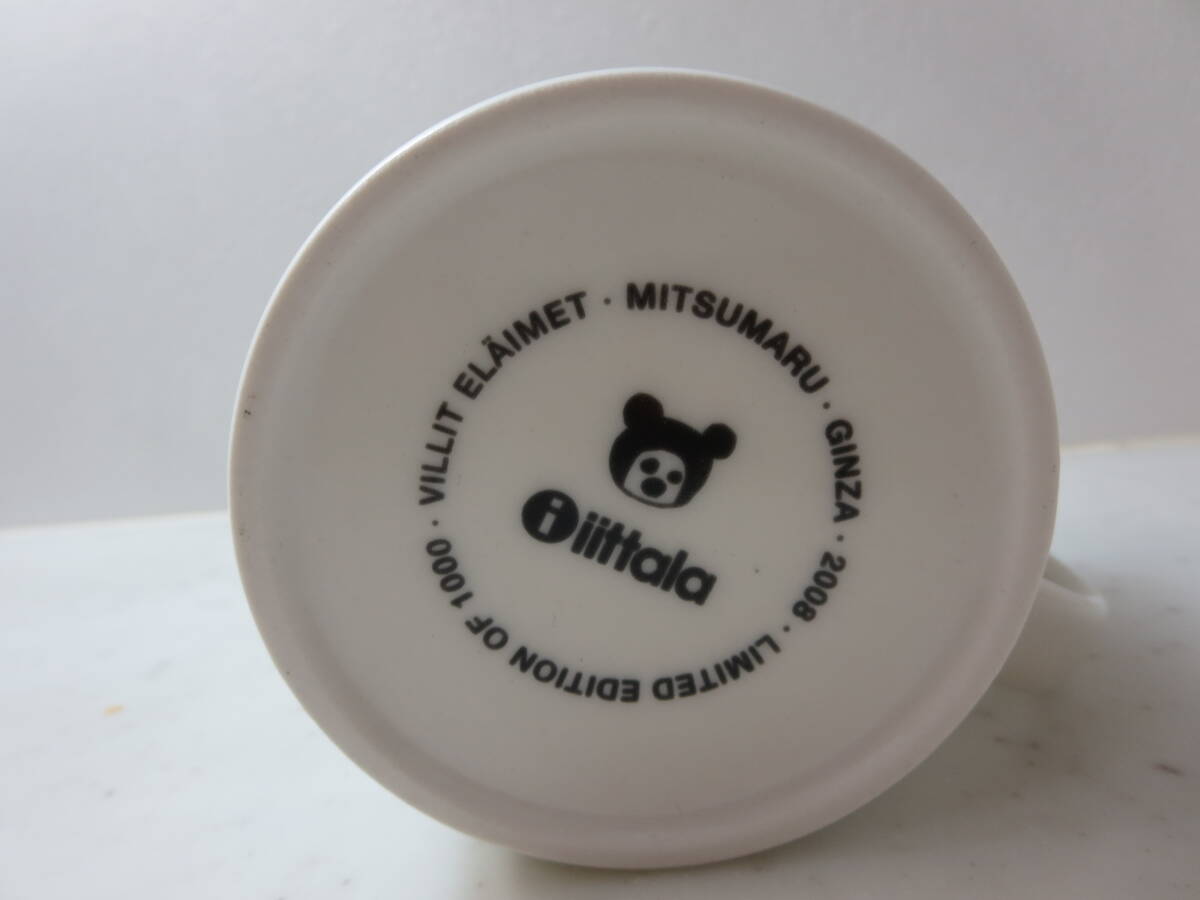 VILLIT ELÄIMET · MITSUMARU · GINZA · 2008 · LIMITED EDITION OF 1000 ·
i iittala